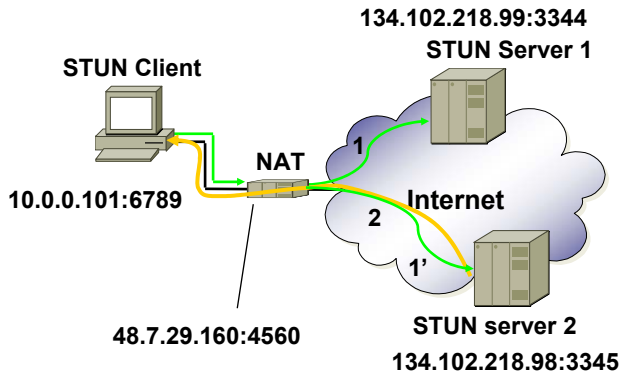 134.102.218.99:3344
STUN Server 1
STUN Client
1
NAT
10.0.0.101:6789
Internet
2
1’
48.7.29.160:4560
STUN server 2
134.102.218.98:3345